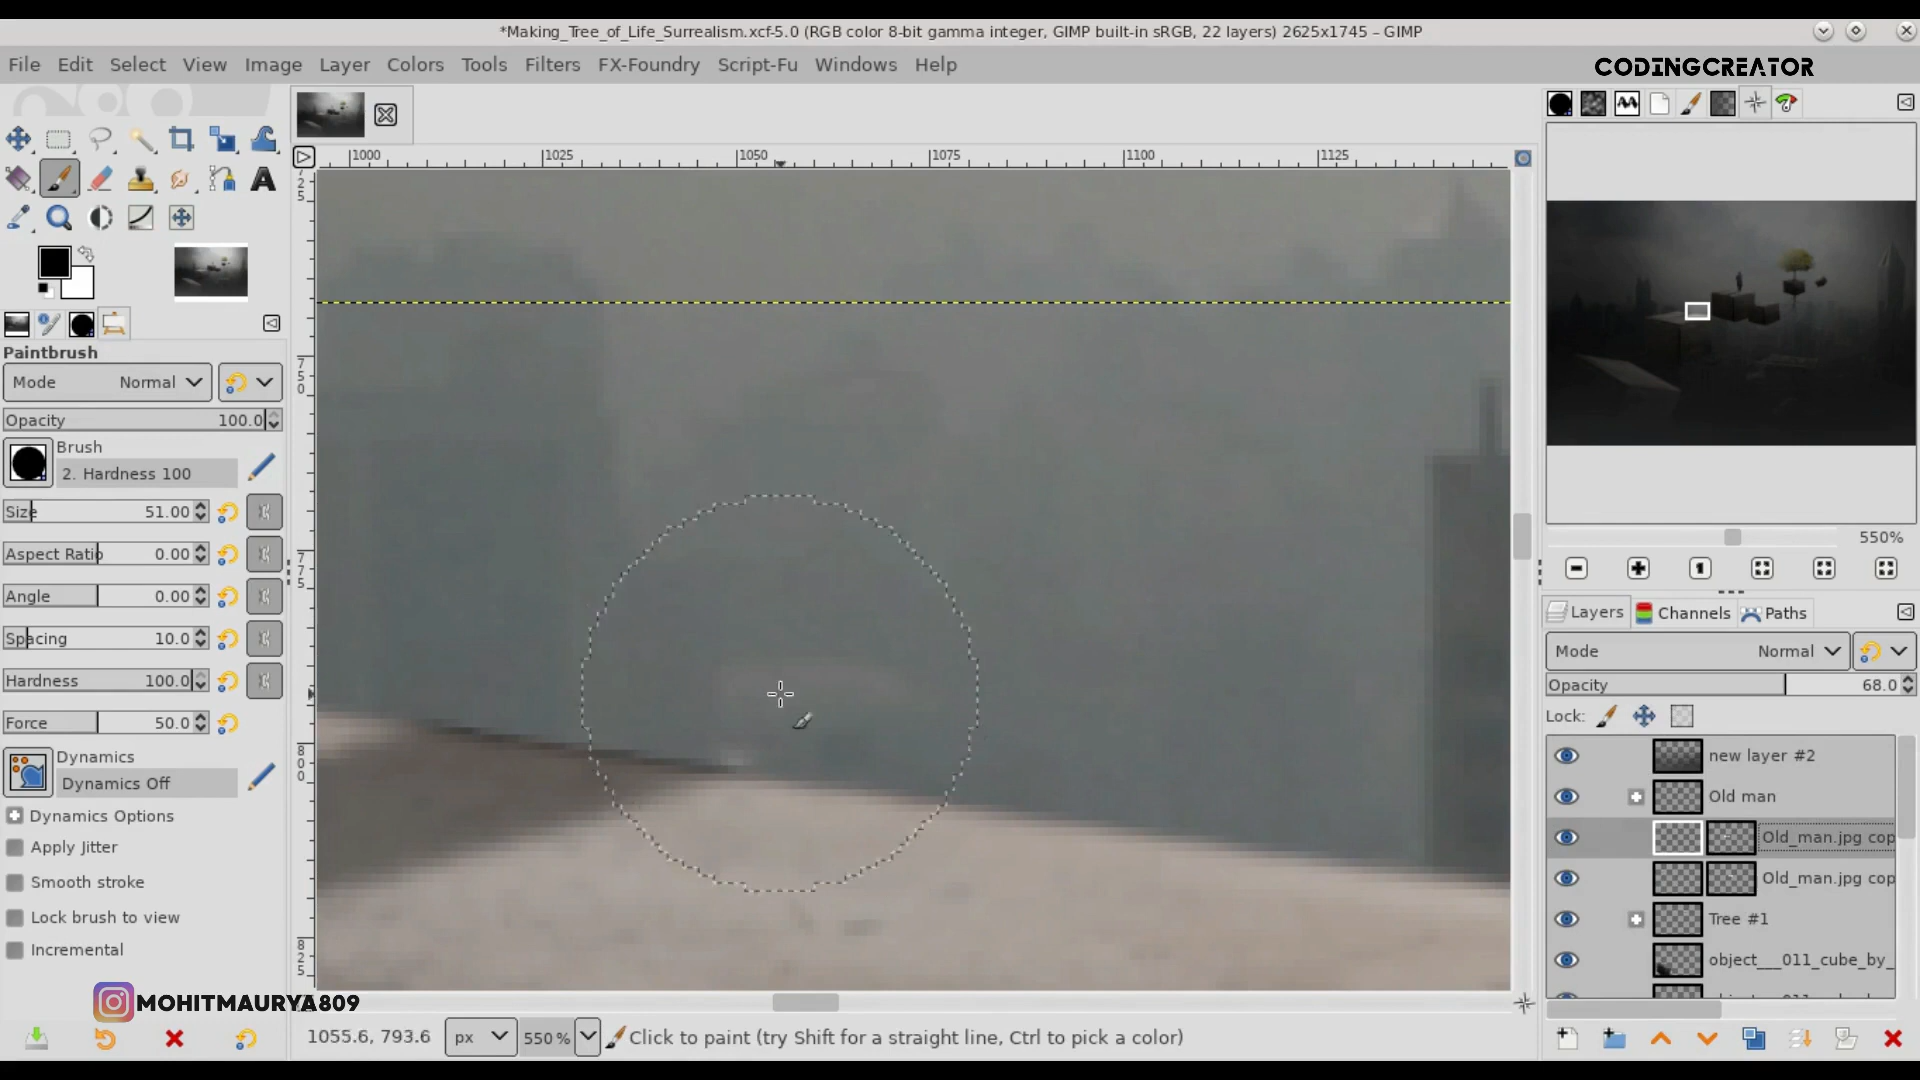 *Making_Tree_of_Life_Surrealism.xcf-5.0 (RGB color 8-bit gamma integer, GIMP built-in sRGB, 22 layers) 2625x1745 – GIMP
File Edit Select View Image Layer Colors Tools Filters FX-Foundry Script-Fu Windows Help
CODINGCREATOR
1000 1025 1050 1075 1100 1125
725
750
775
800
825
Paintbrush
Mode Normal
Opacity 100.0
Brush
2. Hardness 100
Size 51.00
Aspect Ratio 0.00
Angle 0.00
Spacing 10.0
Hardness 100.0
Force 50.0
Dynamics
Dynamics Off
Dynamics Options
Apply Jitter
Smooth stroke
Lock brush to view
Incremental
MOHITMAURYA809
1055.6, 793.6 px 550 % Click to paint (try Shift for a straight line, Ctrl to pick a color)
550%
Layers Channels Paths
Mode Normal
Opacity 68.0
Lock:
new layer #2
Old man
Old_man.jpg cop
Old_man.jpg cop
Tree #1
object___011_cube_by_